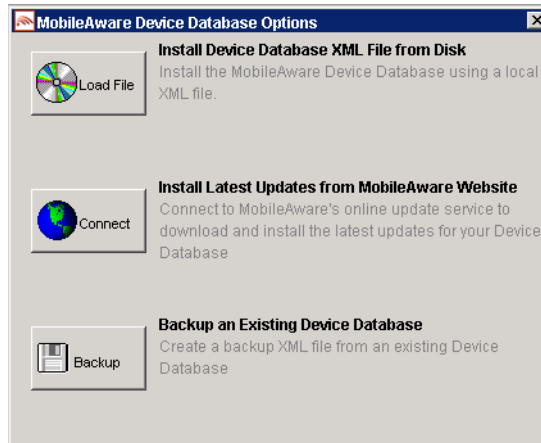 MobileAware Device Database Options
Install Device Database XML File from Disk
Load File
Install the MobileAware Device Database using a local
XML file.
Install Latest Updates from MobileAware Website
Connect
Connect to MobileAware's online update service to
download and install the latest updates for your Device
Database
Backup an Existing Device Database
Backup
Create a backup XML file from an existing Device
Database